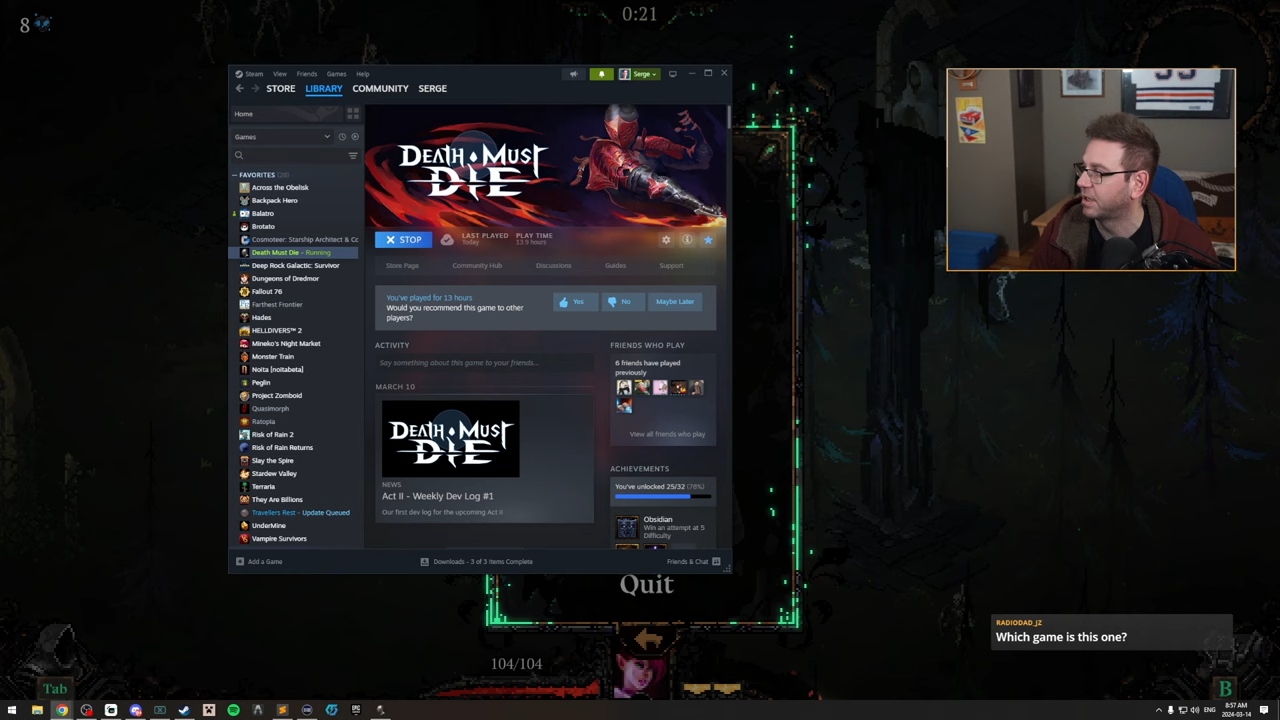 8
0:21
Steam View Friends Games Help
Serge
STORE LIBRARY COMMUNITY SERGE
Home
Games
FAVORITES (28)
Across the Obelisk
Backpack Hero
Balatro
Brotato
Cosmoteer: Starship Architect & Co
Death Must Die - Running
Deep Rock Galactic: Survivor
Dungeons of Dredmor
Fallout 76
Farthest Frontier
Hades
HELLDIVERS™ 2
Mineko's Night Market
Monster Train
Noita [noitabeta]
Peglin
Project Zomboid
Quasimorph
Ratopia
Risk of Rain 2
Risk of Rain Returns
Slay the Spire
Stardew Valley
Terraria
They Are Billions
Travellers Rest - Update Queued
UnderMine
Vampire Survivors
DEATH MUST
DIE
STOP
LAST PLAYED
Today
PLAY TIME
13.9 hours
Store Page Community Hub Discussions Guides Support
You've played for 13 hours
Would you recommend this game to other
players?
Yes No Maybe Later
ACTIVITY
Say something about this game to your friends...
MARCH 10
DEATH MUST
DIE
NEWS
Act II - Weekly Dev Log #1
Our first dev log for the upcoming Act II
FRIENDS WHO PLAY
6 friends have played
previously
View all friends who play
ACHIEVEMENTS
You've unlocked 25/32 (78%)
Obsidian
Win an attempt at 5
Difficulty
Add a Game
Downloads - 3 of 3 Items Complete
Friends & Chat
Quit
RADIODAD_JZ
Which game is this one?
104/104
Tab
B
ENG
8:57 AM
2024-03-14